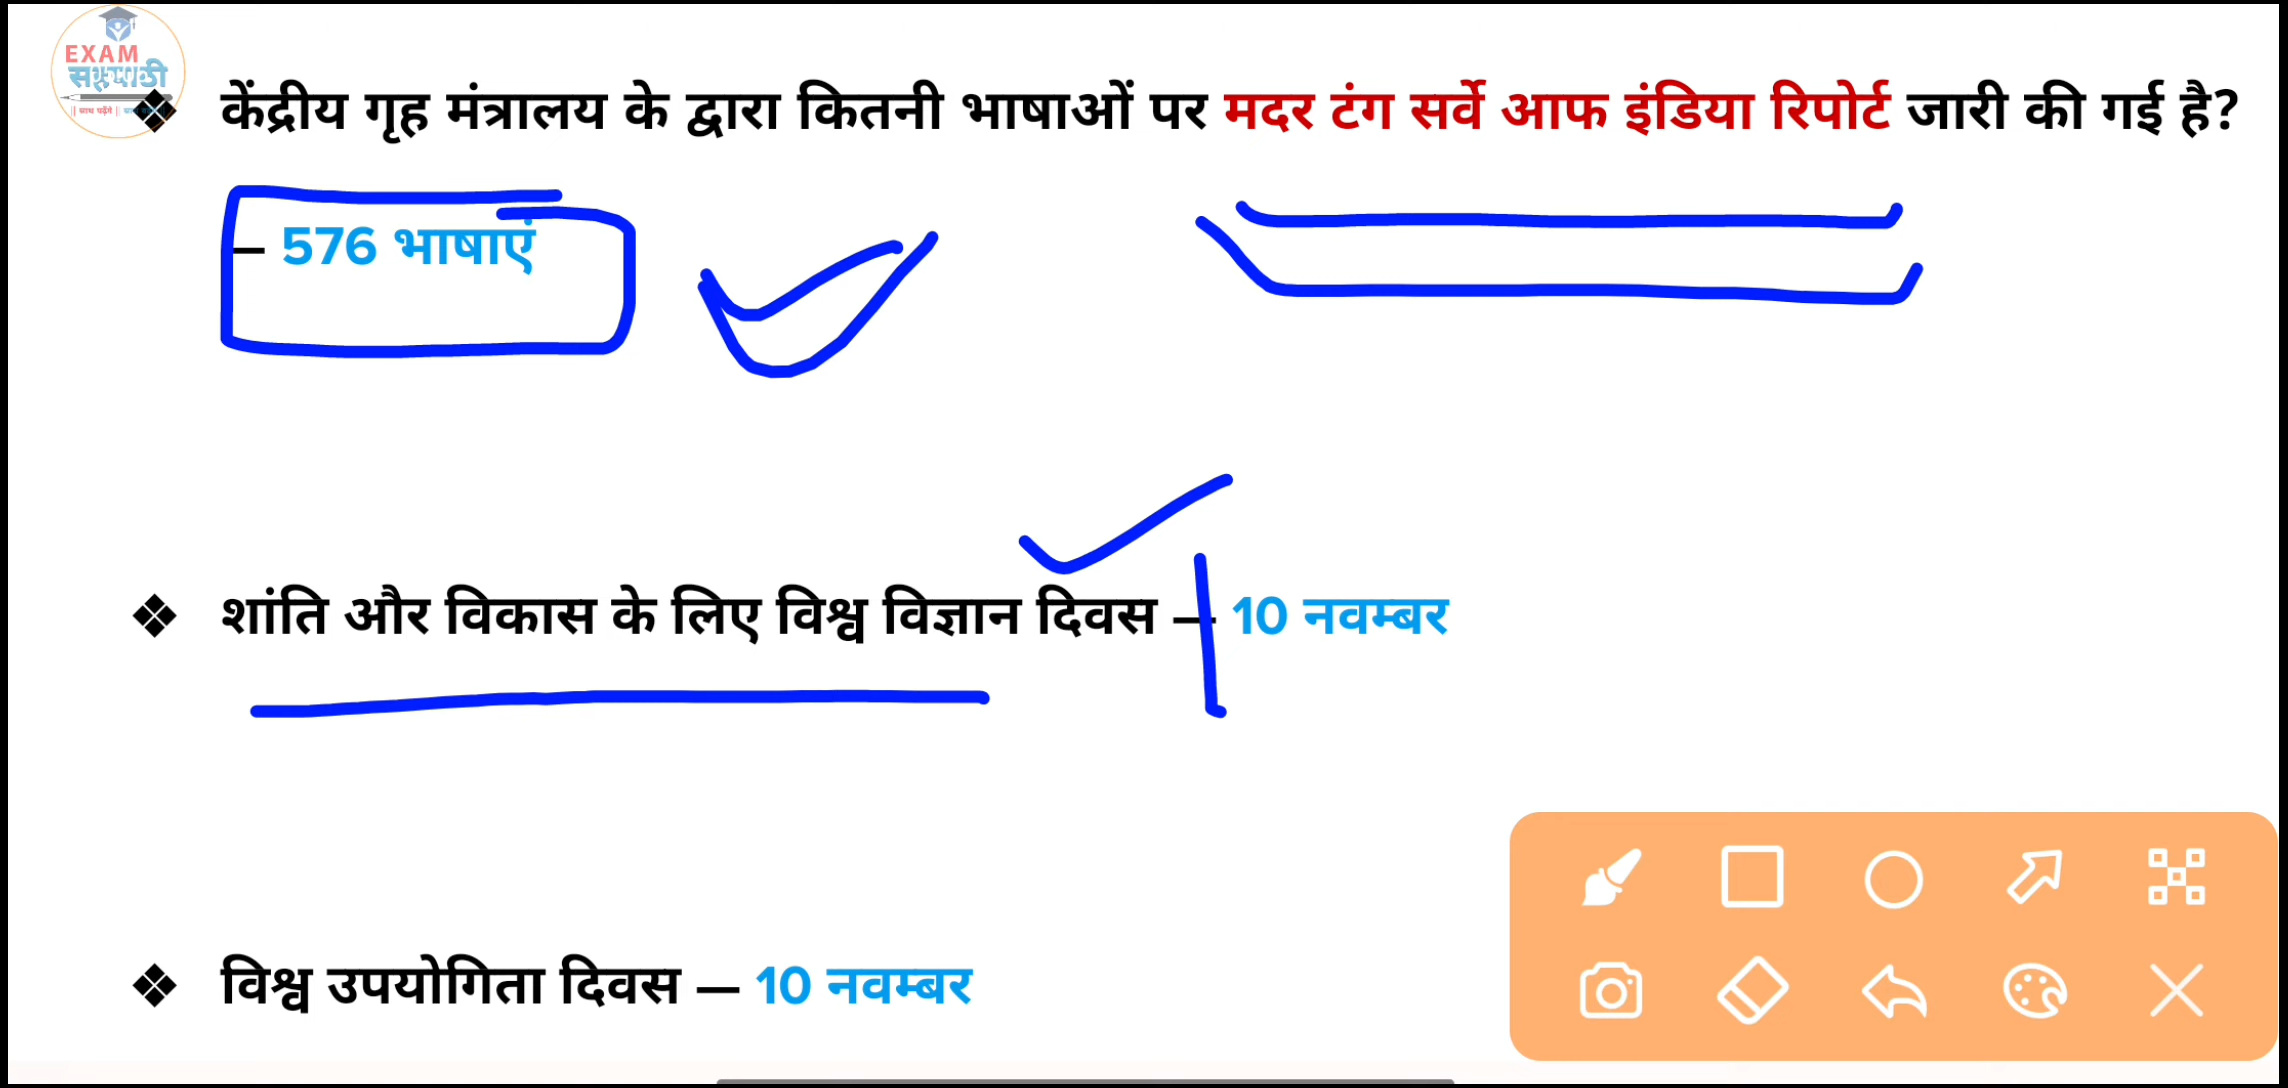 EXAM
❖ केंद्रीय गृह मंत्रालय के द्वारा कितनी भाषाओं पर मदर टंग सर्वे आफ इंडिया रिपोर्ट जारी की गई है?
– 576 भाषाएं
❖ शांति और विकास के लिए विश्व विज्ञान दिवस – 10 नवम्बर
❖ विश्व उपयोगिता दिवस – 10 नवम्बर